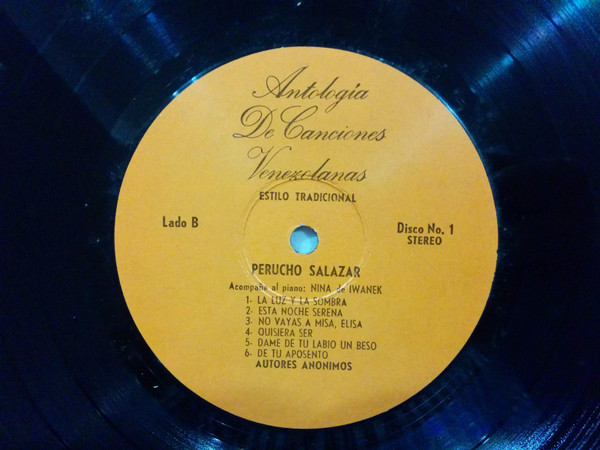 Antología
De Canciones
Venezolanas
ESTILO TRADICIONAL
Lado B
Disco No. 1
STEREO
PERUCHO SALAZAR
Acompaña al piano: NINA de IWANEK
1- LA LUZ Y LA SOMBRA
2- ESTA NOCHE SERENA
3- NO VAYAS A MISA, ELISA
4- QUISIERA SER
5- DAME DE TU LABIO UN BESO
6- DE TU APOSENTO
AUTORES ANONIMOS